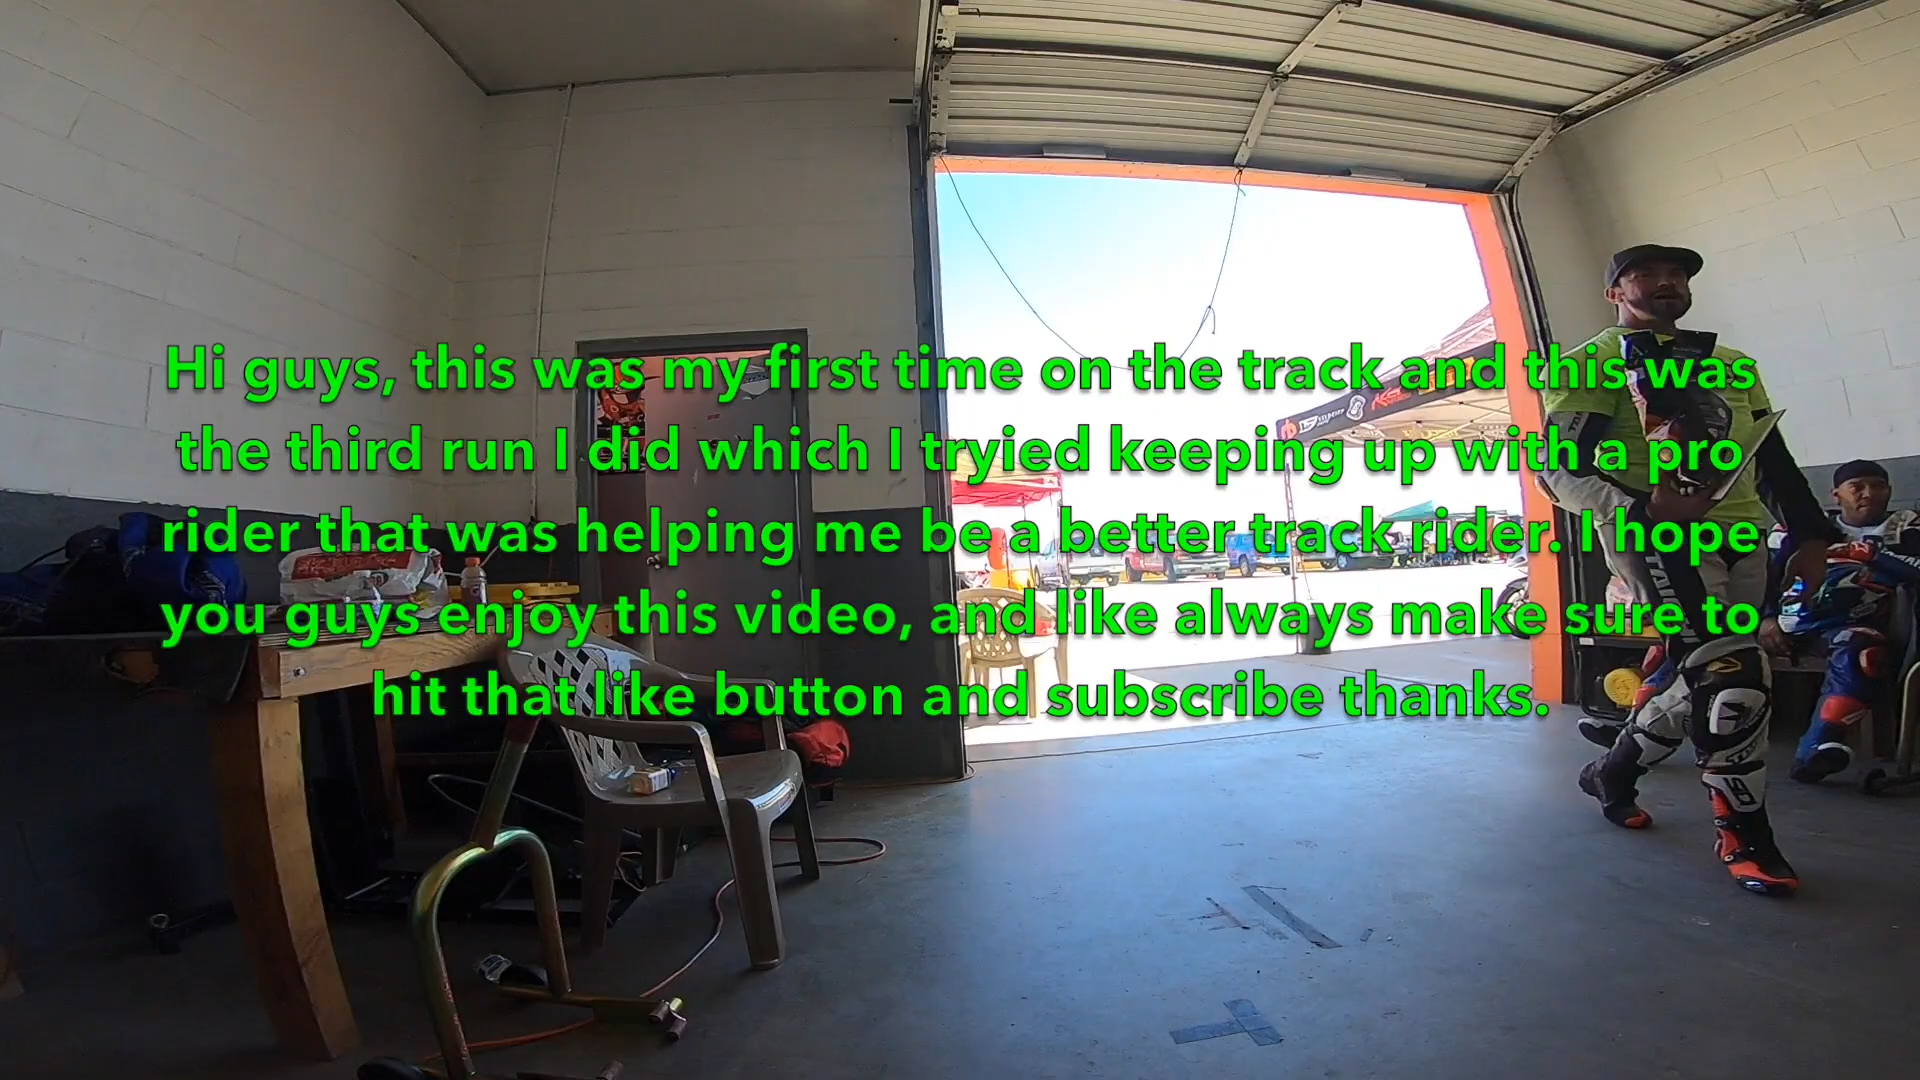 Hi guys, this was my first time on the track and this was
the third run I did which I tryied keeping up with a pro
rider that was helping me be a better track rider. I hope
you guys enjoy this video, and like always make sure to
hit that like button and subscribe thanks.